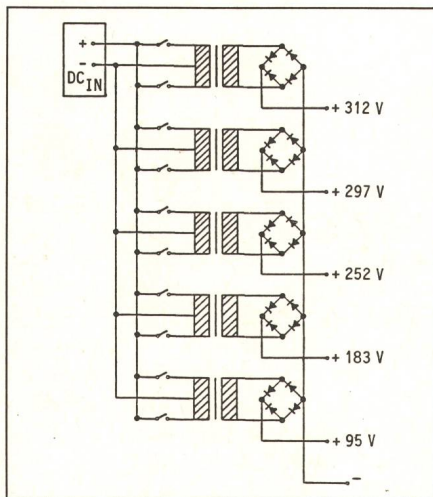 +
-
DC IN
+ 312 V
+ 297 V
+ 252 V
+ 183 V
+ 95 V
-